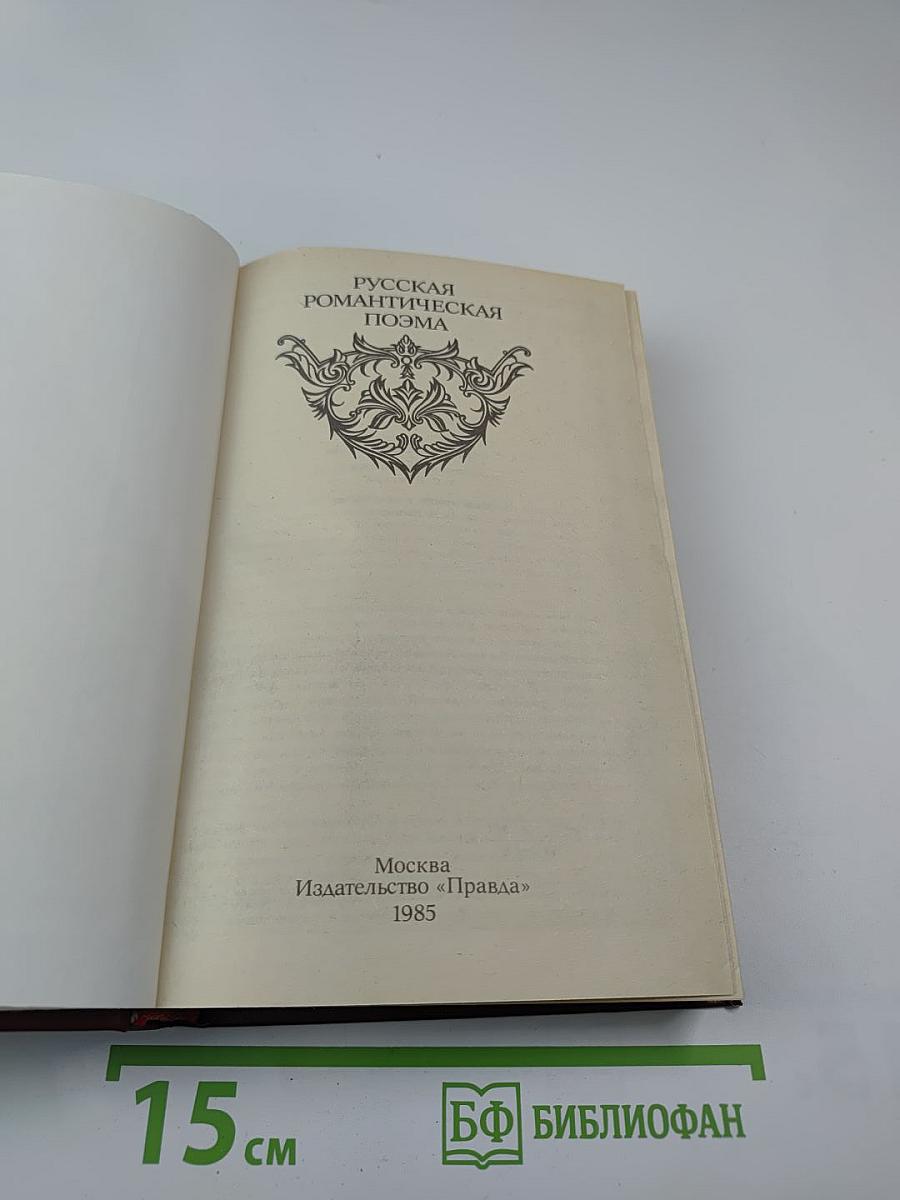 РУССКАЯ
РОМАНТИЧЕСКАЯ
ПОЭМА
Москва
Издательство «Правда»
1985
15 см
БФ БИБЛИОФАН